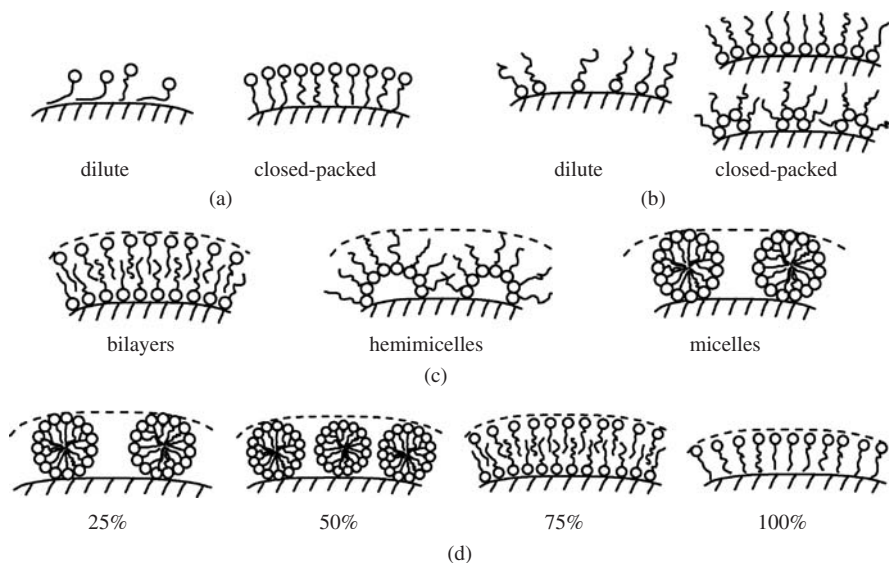 dilute
closed-packed
(a)
dilute
closed-packed
(b)
bilayers
hemimicelles
micelles
(c)
25%
50%
75%
100%
(d)